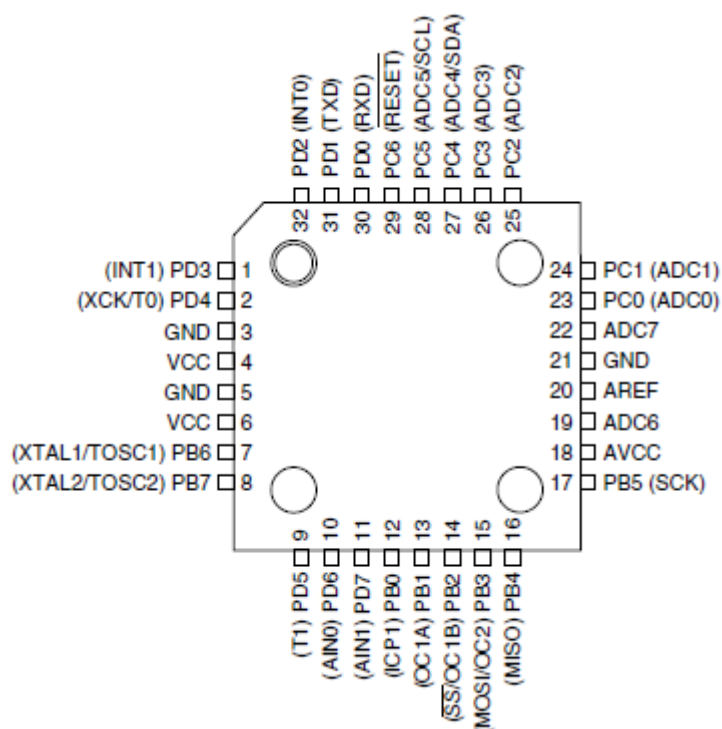 32 PD2 (INT0)
31 PD1 (TXD)
30 PD0 (RXD)
29 PC6 (RESET)
28 PC5 (ADC5/SCL)
27 PC4 (ADC4/SDA)
26 PC3 (ADC3)
25 PC2 (ADC2)
(INT1) PD3 1
(XCK/T0) PD4 2
GND 3
VCC 4
GND 5
VCC 6
(XTAL1/TOSC1) PB6 7
(XTAL2/TOSC2) PB7 8
24 PC1 (ADC1)
23 PC0 (ADC0)
22 ADC7
21 GND
20 AREF
19 ADC6
18 AVCC
17 PB5 (SCK)
(T1) PD5 9
(AIN0) PD6 10
(AIN1) PD7 11
(ICP1) PB0 12
(OC1A) PB1 13
(SS/OC1B) PB2 14
(MOSI/OC2) PB3 15
(MISO) PB4 16